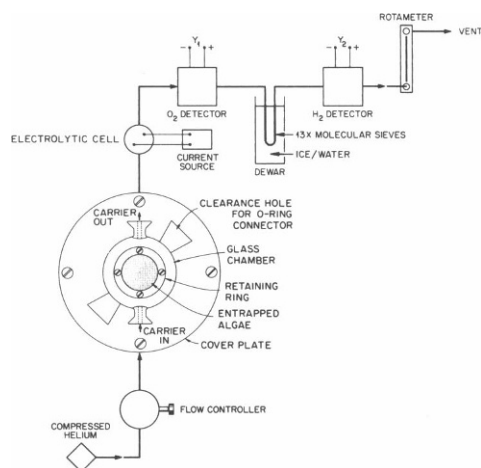 ROTAMETER
VENT
- Y₁ +
- Y₂ +
O₂ DETECTOR
H₂ DETECTOR
ELECTROLYTIC CELL
CURRENT
SOURCE
13X MOLECULAR SIEVES
ICE/WATER
DEWAR
CARRIER
OUT
CLEARANCE HOLE
FOR O-RING
CONNECTOR
GLASS
CHAMBER
RETAINING
RING
ENTRAPPED
ALGAE
CARRIER
IN
COVER PLATE
FLOW CONTROLLER
COMPRESSED
HELIUM